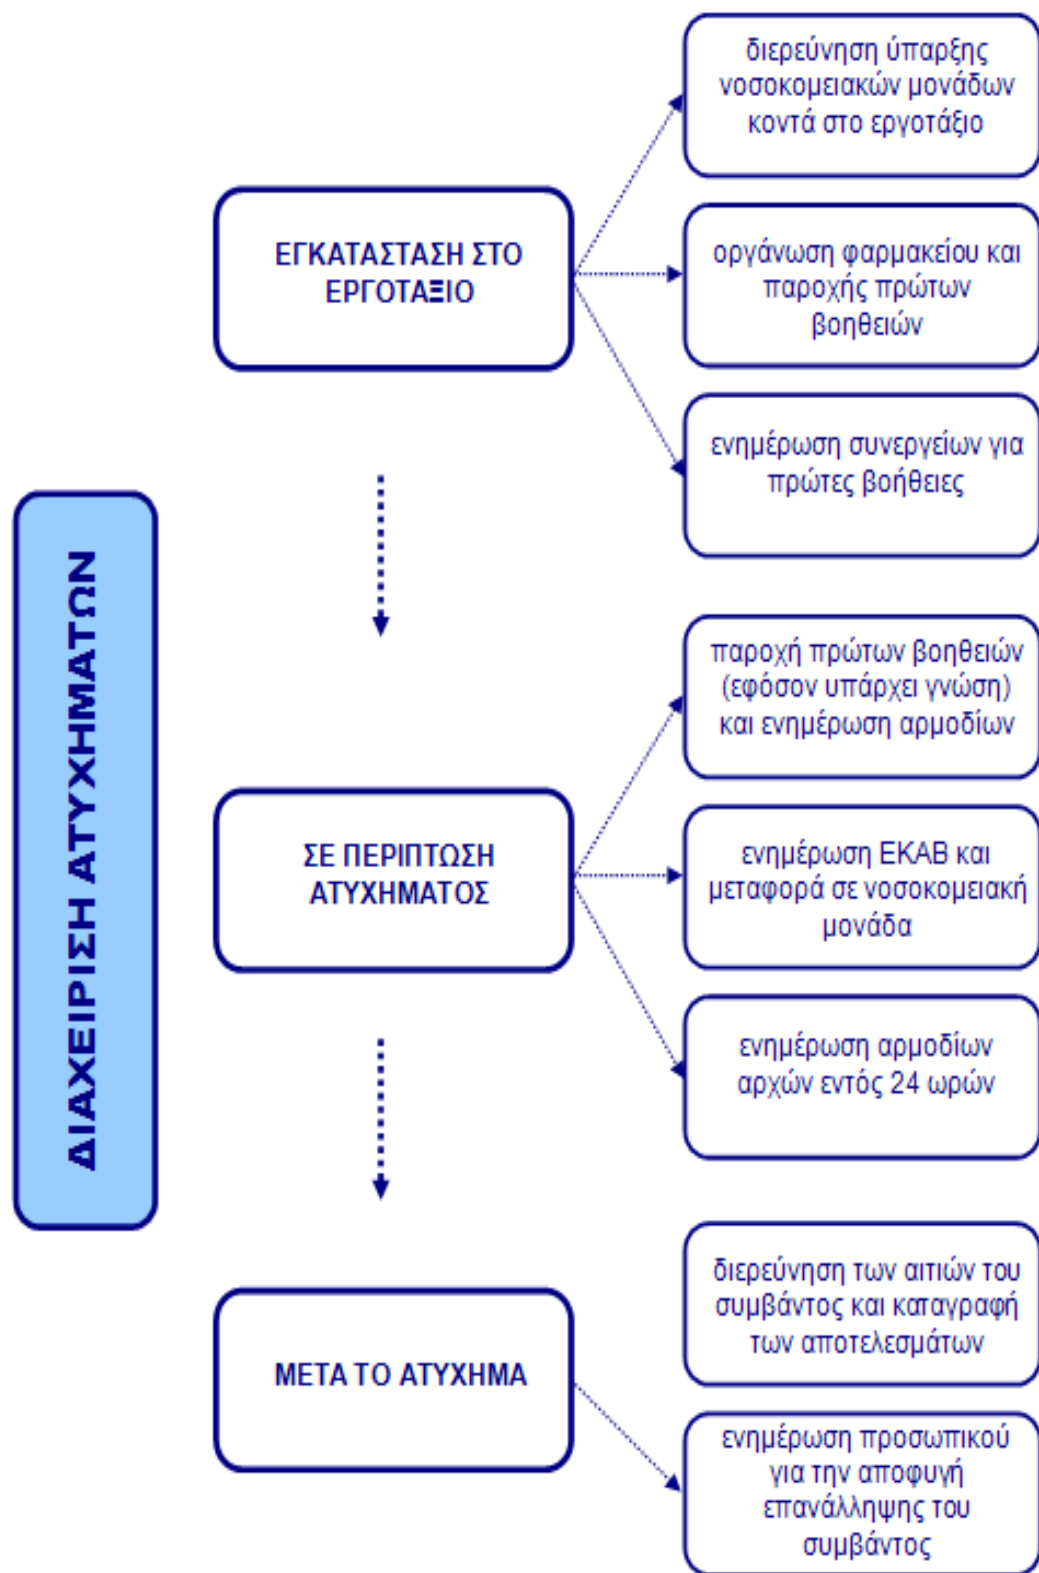 ΔΙΑΧΕΙΡΙΣΗ ΑΤΥΧΗΜΑΤΩΝ
ΕΓΚΑΤΑΣΤΑΣΗ ΣΤΟ
ΕΡΓΟΤΑΞΙΟ
διερεύνηση ύπαρξης
νοσοκομειακών μονάδων
κοντά στο εργοτάξιο
οργάνωση φαρμακείου και
παροχής πρώτων
βοηθειών
ενημέρωση συνεργείων για
πρώτες βοήθειες
ΣΕ ΠΕΡΙΠΤΩΣΗ
ΑΤΥΧΗΜΑΤΟΣ
παροχή πρώτων βοηθειών
(εφόσον υπάρχει γνώση)
και ενημέρωση αρμοδίων
ενημέρωση ΕΚΑΒ και
μεταφορά σε νοσοκομειακή
μονάδα
ενημέρωση αρμοδίων
αρχών εντός 24 ωρών
ΜΕΤΑ ΤΟ ΑΤΥΧΗΜΑ
διερεύνηση των αιτιών του
συμβάντος και καταγραφή
των αποτελεσμάτων
ενημέρωση προσωπικού
για την αποφυγή
επανάλληψης του
συμβάντος